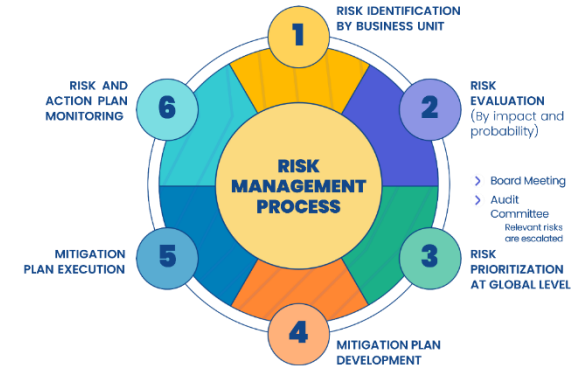 1
RISK IDENTIFICATION
BY BUSINESS UNIT
2
RISK
EVALUATION
(By impact and
probability)
Board Meeting
Audit
Committee
Relevant risks
are escalated
3
RISK
PRIORITIZATION
AT GLOBAL LEVEL
4
MITIGATION PLAN
DEVELOPMENT
5
MITIGATION
PLAN EXECUTION
6
RISK AND
ACTION PLAN
MONITORING
RISK
MANAGEMENT
PROCESS